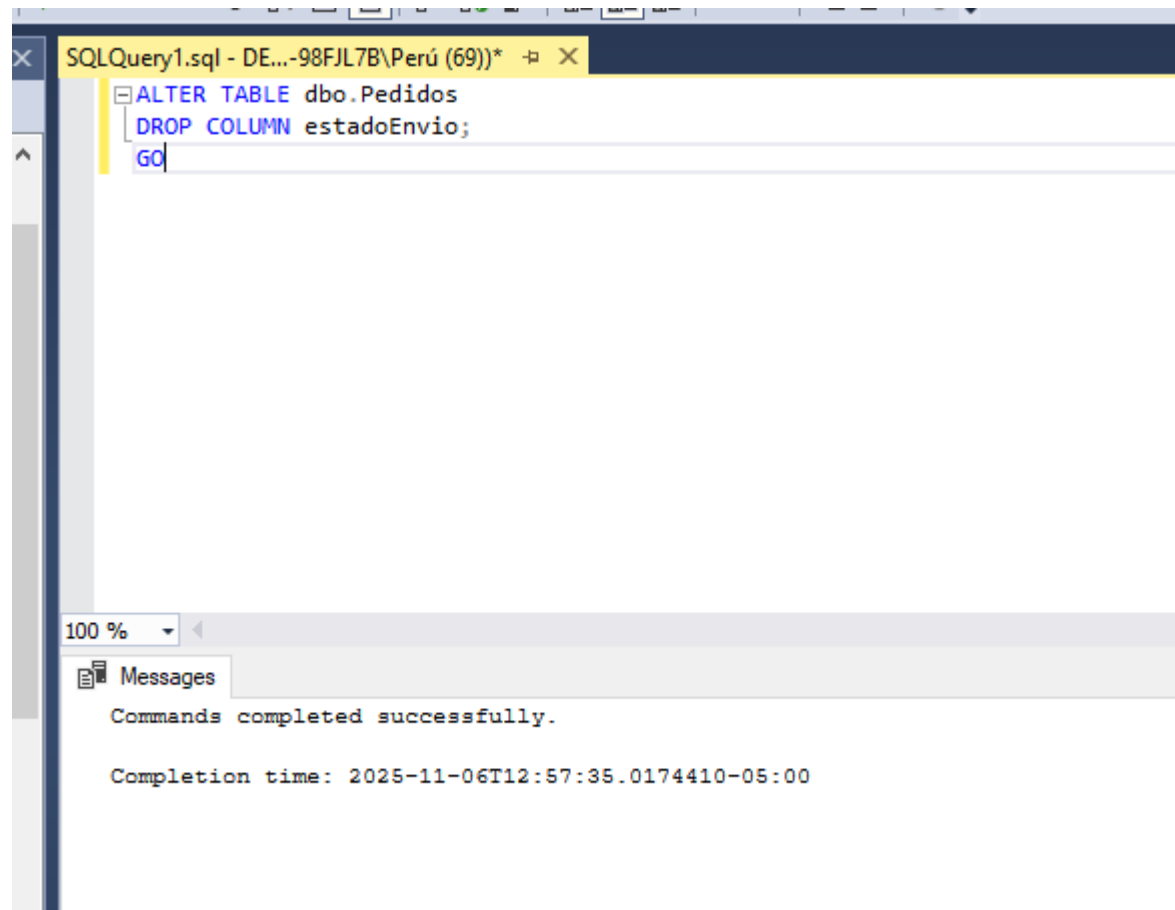 SQLQuery1.sql - DE...-98FJL7B\Perú (69))*
ALTER TABLE dbo.Pedidos
DROP COLUMN estadoEnvio;
GO
100 %
Messages
Commands completed successfully.
Completion time: 2025-11-06T12:57:35.0174410-05:00